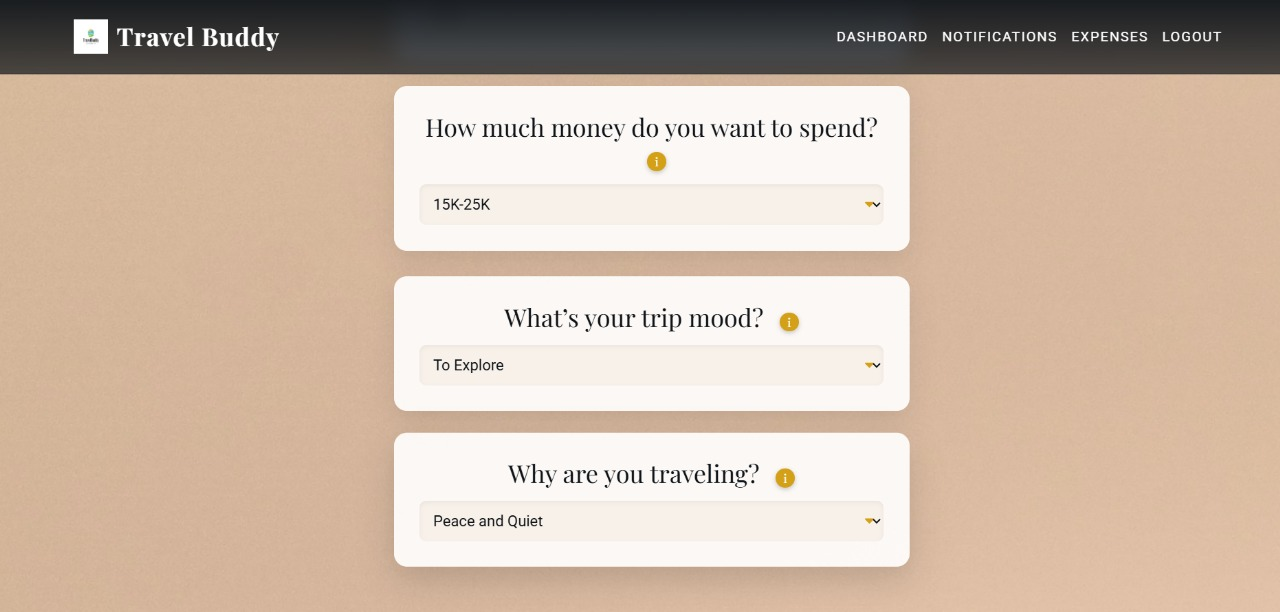 Travel Buddy
DASHBOARD NOTIFICATIONS EXPENSES LOGOUT
How much money do you want to spend?
i
15K-25K
What’s your trip mood? i
To Explore
Why are you traveling? i
Peace and Quiet